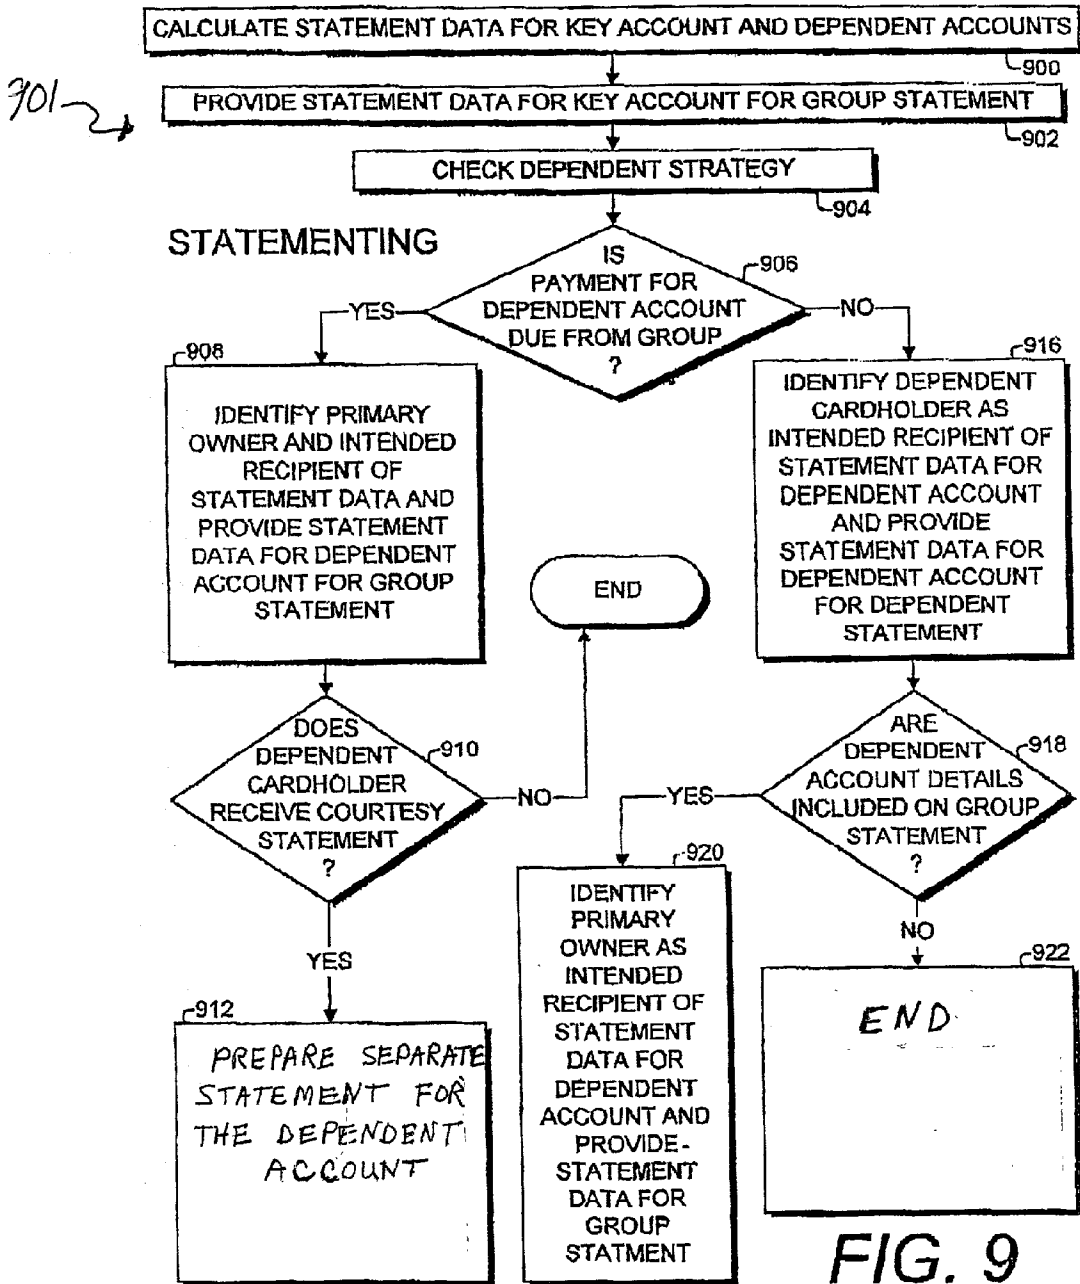 CALCULATE STATEMENT DATA FOR KEY ACCOUNT AND DEPENDENT ACCOUNTS
900
901
PROVIDE STATEMENT DATA FOR KEY ACCOUNT FOR GROUP STATEMENT
902
CHECK DEPENDENT STRATEGY
904
STATEMENTING
IS
PAYMENT FOR
DEPENDENT ACCOUNT
DUE FROM GROUP
?
906
YES
NO
908
IDENTIFY PRIMARY
OWNER AND INTENDED
RECIPIENT OF
STATEMENT DATA AND
PROVIDE STATEMENT
DATA FOR DEPENDENT
ACCOUNT FOR GROUP
STATEMENT
END
916
IDENTIFY DEPENDENT
CARDHOLDER AS
INTENDED RECIPIENT OF
STATEMENT DATA FOR
DEPENDENT ACCOUNT
AND PROVIDE
STATEMENT DATA FOR
DEPENDENT ACCOUNT
FOR DEPENDENT
STATEMENT
DOES
DEPENDENT
CARDHOLDER
RECEIVE COURTESY
STATEMENT
?
910
NO
YES
ARE
DEPENDENT
ACCOUNT DETAILS
INCLUDED ON GROUP
STATEMENT
?
918
YES
NO
912
PREPARE SEPARATE
STATEMENT FOR
THE DEPENDENT
ACCOUNT
920
IDENTIFY
PRIMARY
OWNER AS
INTENDED
RECIPIENT OF
STATEMENT
DATA FOR
DEPENDENT
ACCOUNT AND
PROVIDE-
STATEMENT
DATA FOR
GROUP
STATMENT
922
END
FIG. 9